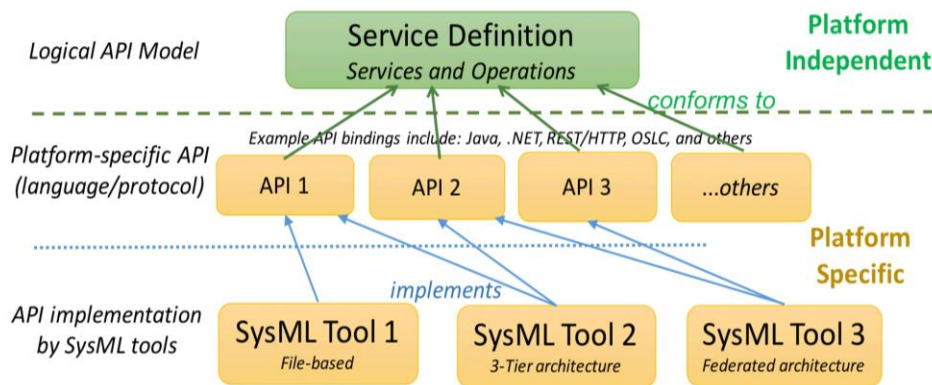 Logical API Model
Service Definition
Services and Operations
Platform
Independent
conforms to
Example API bindings include: Java, .NET, REST/HTTP, OSLC, and others
Platform-specific API
(language/protocol)
API 1
API 2
API 3
...others
Platform
Specific
implements
API implementation
by SysML tools
SysML Tool 1
File-based
SysML Tool 2
3-Tier architecture
SysML Tool 3
Federated architecture